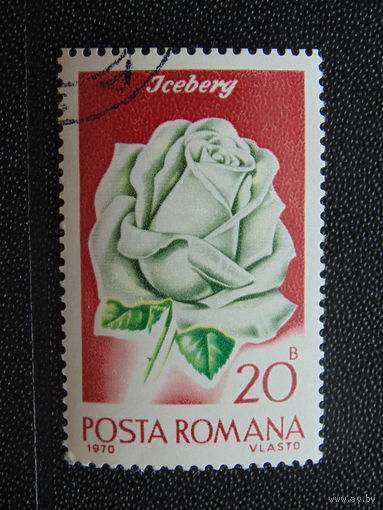 Iceberg
20 B
POSTA ROMANA
1970 VLASTO
www.ay.by